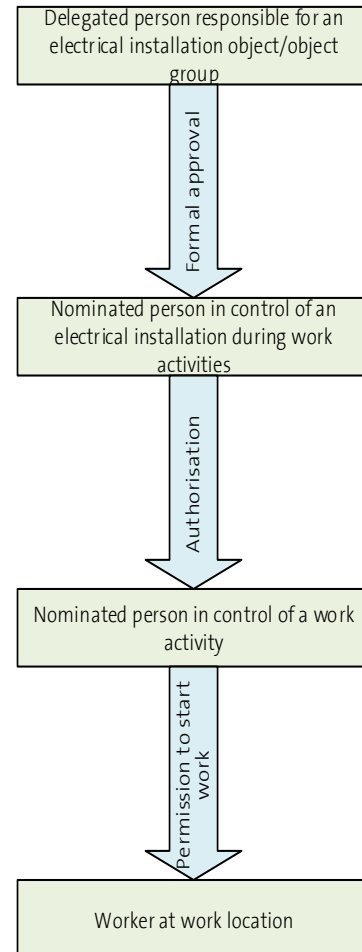 Delegated person responsible for an
electrical installation object/object
group
Formal approval
Nominated person in control of an
electrical installation during work
activities
Authorisation
Nominated person in control of a work
activity
Permission to start
work
Worker at work location